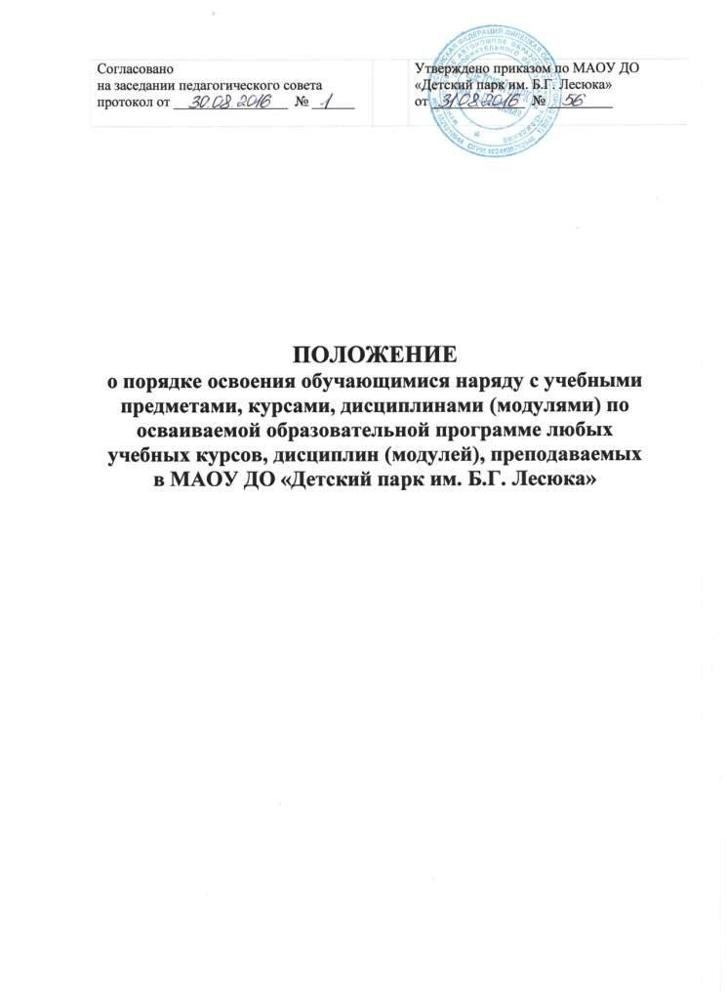 Согласовано
на заседании педагогического совета
протокол от 30.08.2016 № 1
Утверждено приказом по МАОУ ДО
«Детский парк им. Б.Г. Лесюка»
от 31.08.2016 № 56
ПОЛОЖЕНИЕ
о порядке освоения обучающимися наряду с учебными
предметами, курсами, дисциплинами (модулями) по
осваиваемой образовательной программе любых
учебных курсов, дисциплин (модулей), преподаваемых
в МАОУ ДО «Детский парк им. Б.Г. Лесюка»